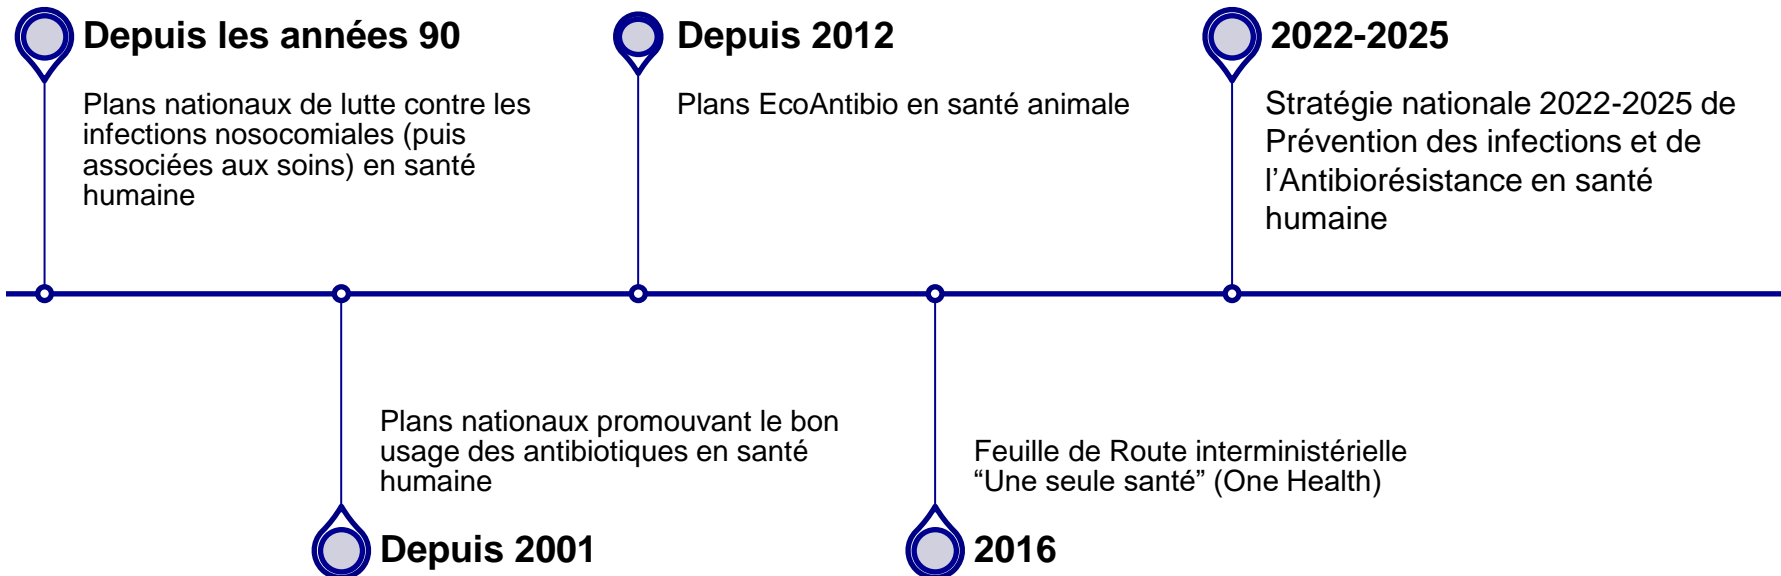 Depuis les années 90
Plans nationaux de lutte contre les
infections nosocomiales (puis
associées aux soins) en santé
humaine
Depuis 2012
Plans EcoAntibio en santé animale
2022-2025
Stratégie nationale 2022-2025 de
Prévention des infections et de
l’Antibiorésistance en santé
humaine
Plans nationaux promouvant le bon
usage des antibiotiques en santé
humaine
Depuis 2001
Feuille de Route interministérielle
“Une seule santé” (One Health)
2016